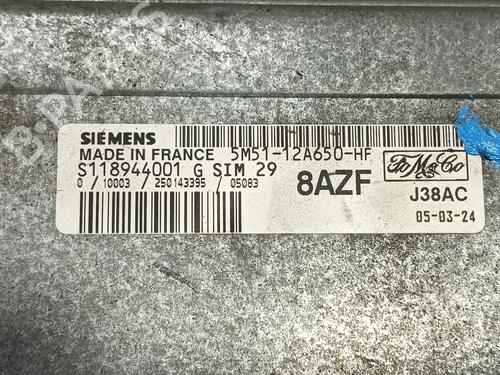 SIEMENS
MADE IN FRANCE 5M51-12A650-HF
S118944001 G SIM 29
0 / 10003 / 250143395 / 05083
8AZF
FoMoCo
J38AC
05-03-24
B-PARTS